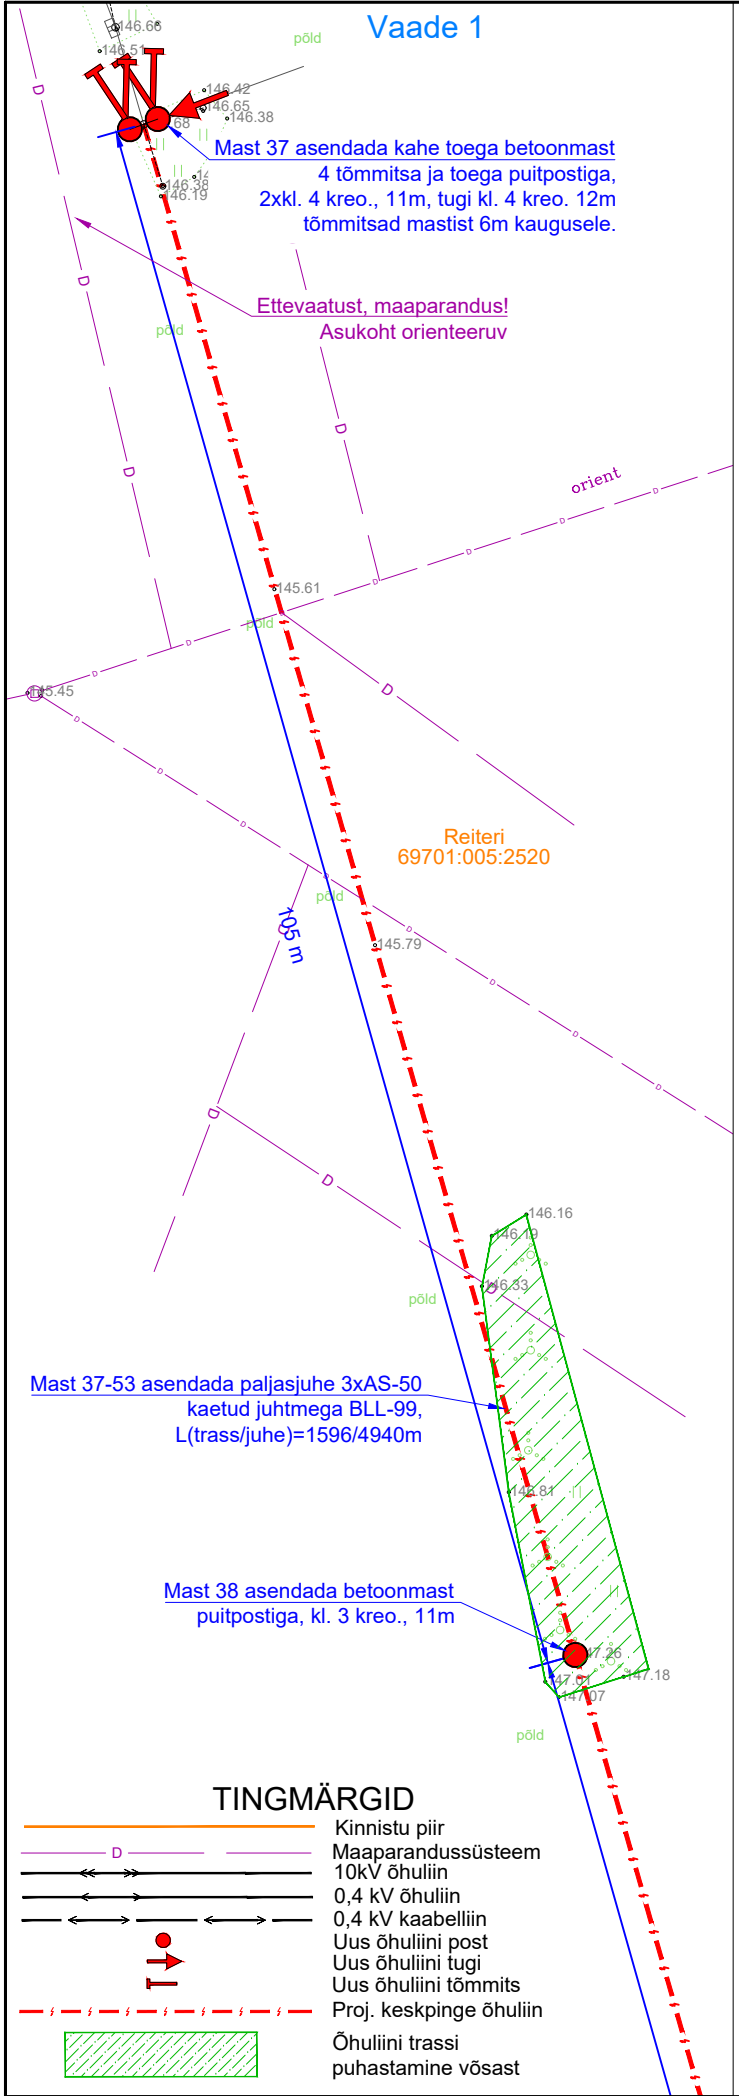 Vaade 1
146.66
146.51
põld
146.42
146.65
146.38
Mast 37 asendada kahe toega betoonmast
4 tõmmitsa ja toega puitpostiga,
2xkl. 4 kreo., 11m, tugi kl. 4 kreo. 12m
tõmmitsad mastist 6m kaugusele.
146.38
146.19
D
D
Ettevaatust, maaparandus!
Asukoht orienteeruv
põld
D
D
orient
D
D
D
D
145.61
põld
D
D
145.45
D
D
D
D
Reiteri
69701:005:2520
D
põld
105 m
D
D
145.79
D
D
D
D
D
146.16
146.19
146.33
D
põld
Mast 37-53 asendada paljasjuhe 3xAS-50
kaetud juhtmega BLL-99,
L(trass/juhe)=1596/4940m
146.81
Mast 38 asendada betoonmast
puitpostiga, kl. 3 kreo., 11m
147.26
147.01
147.18
147.07
põld
TINGMÄRGID
Kinnistu piir
D
Maaparandussüsteem
10kV õhuliin
0,4 kV õhuliin
0,4 kV kaabelliin
Uus õhuliini post
Uus õhuliini tugi
Uus õhuliini tõmmits
Proj. keskpinge õhuliin
Õhuliini trassi
puhastamine võsast